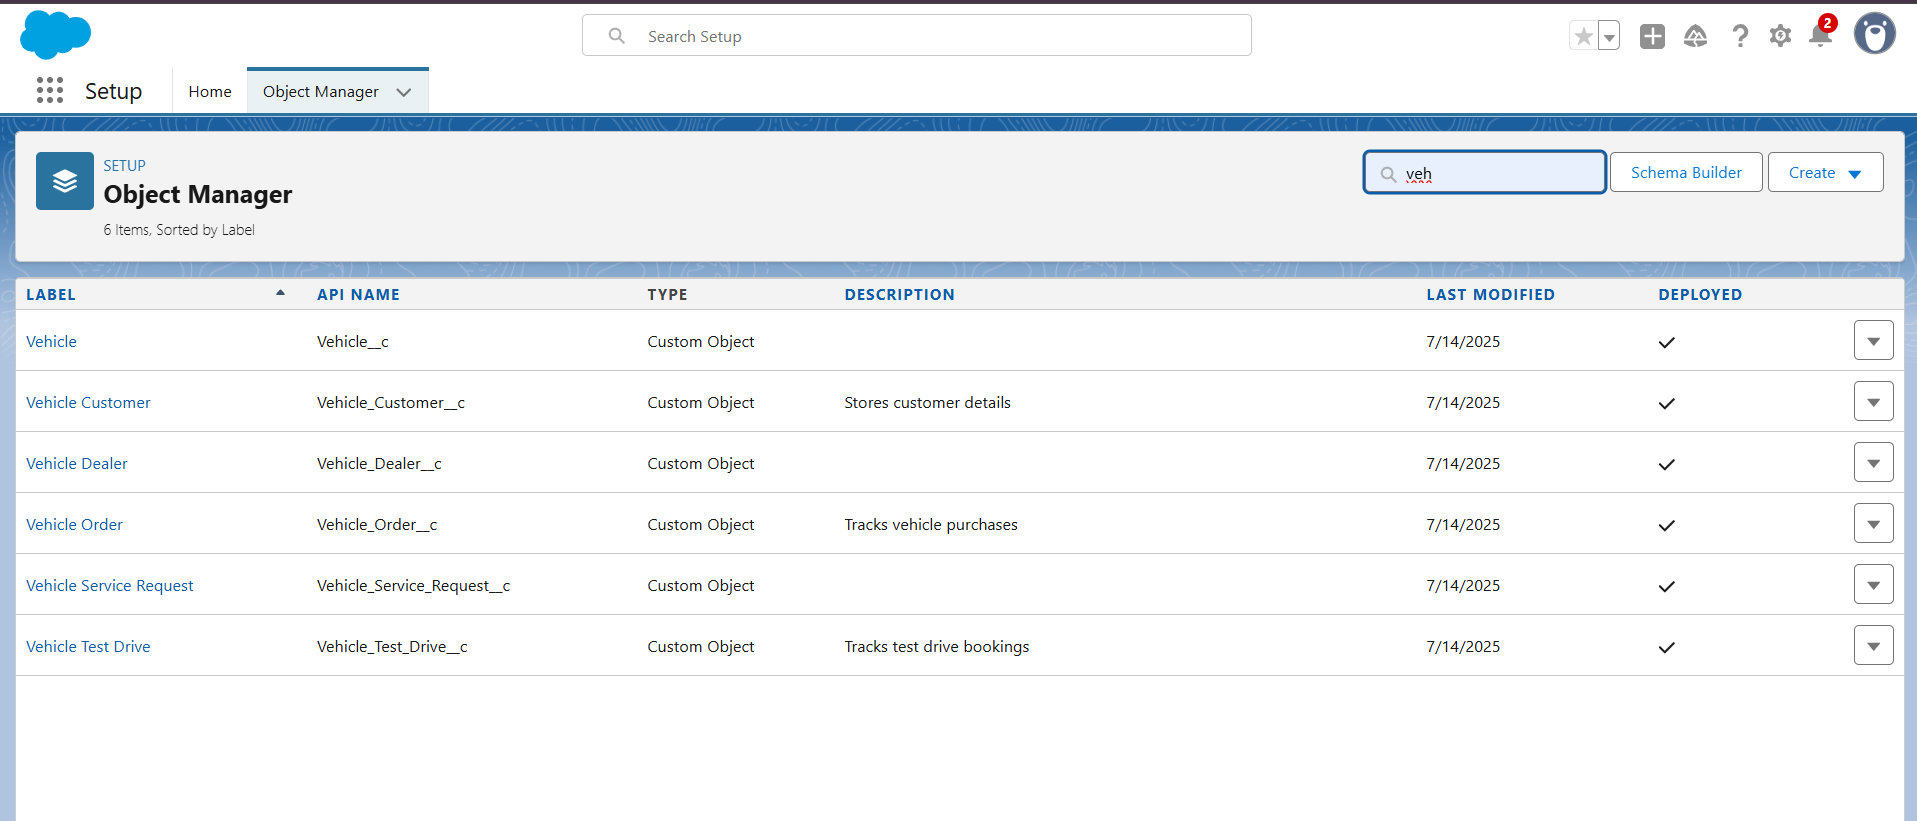 Search Setup
2
Setup
Home
Object Manager
SETUP
Object Manager
6 Items, Sorted by Label
veh
Schema Builder
Create
LABEL API NAME TYPE DESCRIPTION LAST MODIFIED DEPLOYED
Vehicle Vehicle__c Custom Object 7/14/2025
Vehicle Customer Vehicle_Customer__c Custom Object Stores customer details 7/14/2025
Vehicle Dealer Vehicle_Dealer__c Custom Object 7/14/2025
Vehicle Order Vehicle_Order__c Custom Object Tracks vehicle purchases 7/14/2025
Vehicle Service Request Vehicle_Service_Request__c Custom Object 7/14/2025
Vehicle Test Drive Vehicle_Test_Drive__c Custom Object Tracks test drive bookings 7/14/2025